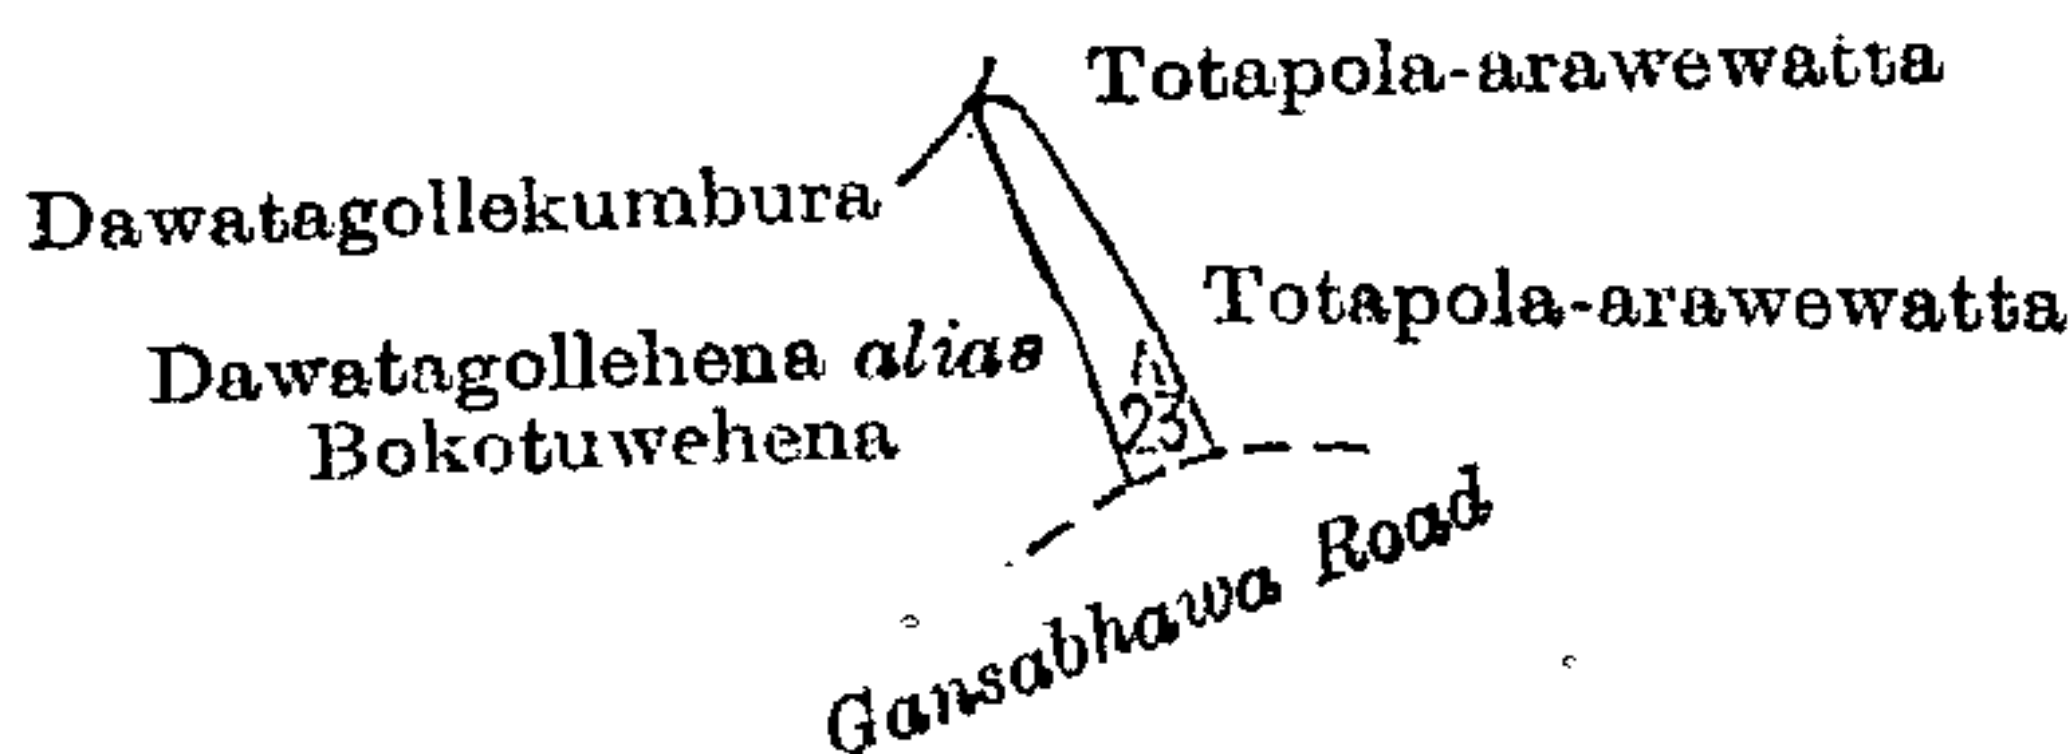 Totapola-arawewatta
Dawatagollekumbura
Totapola-arawewatta
Dawatagollehena alias
Bokotuwehena
23
Gansabhawa Road